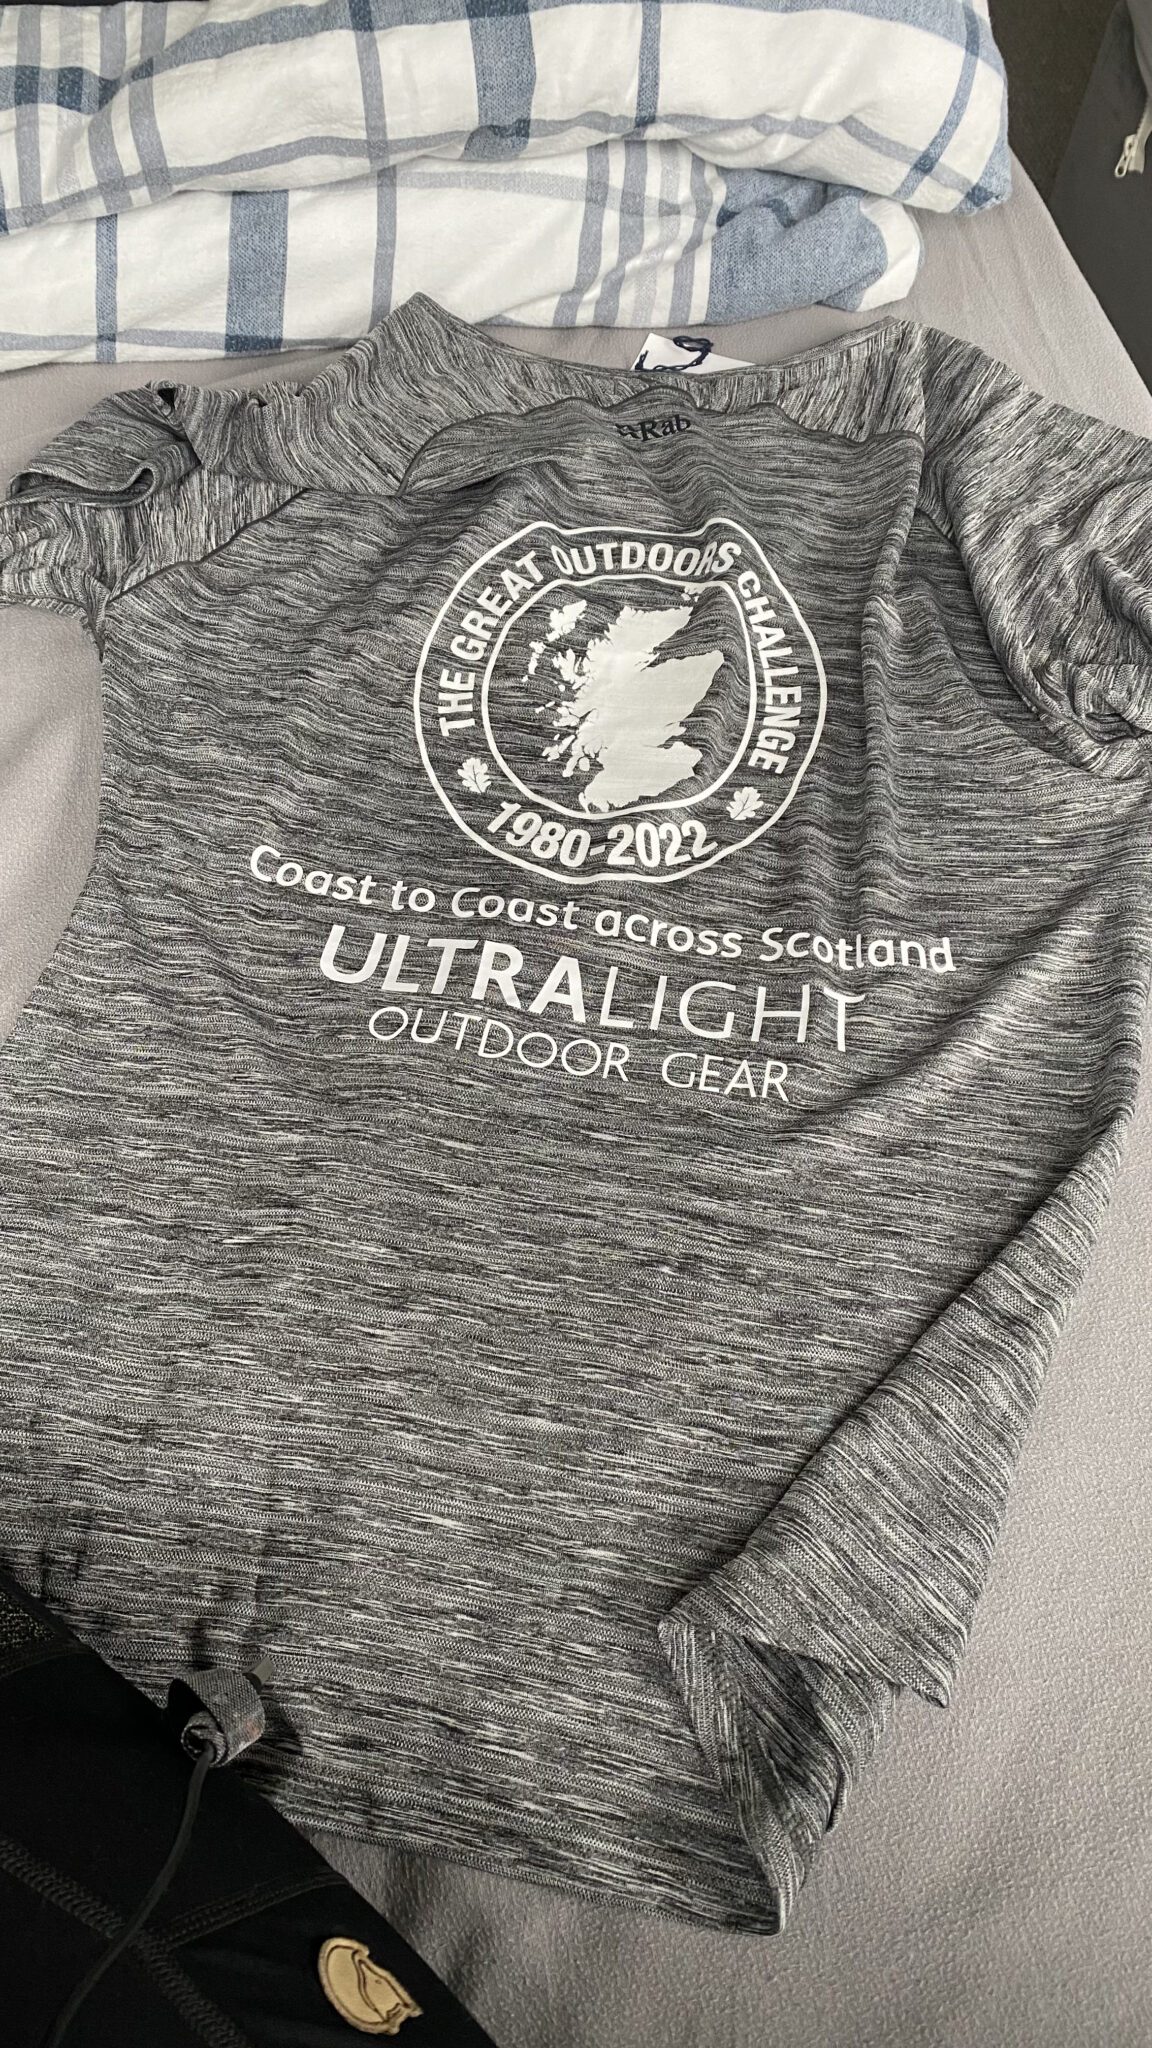 Rab
THE GREAT OUTDOORS CHALLENGE
1980-2022
Coast to Coast across Scotland
ULTRALIGHT
OUTDOOR GEAR